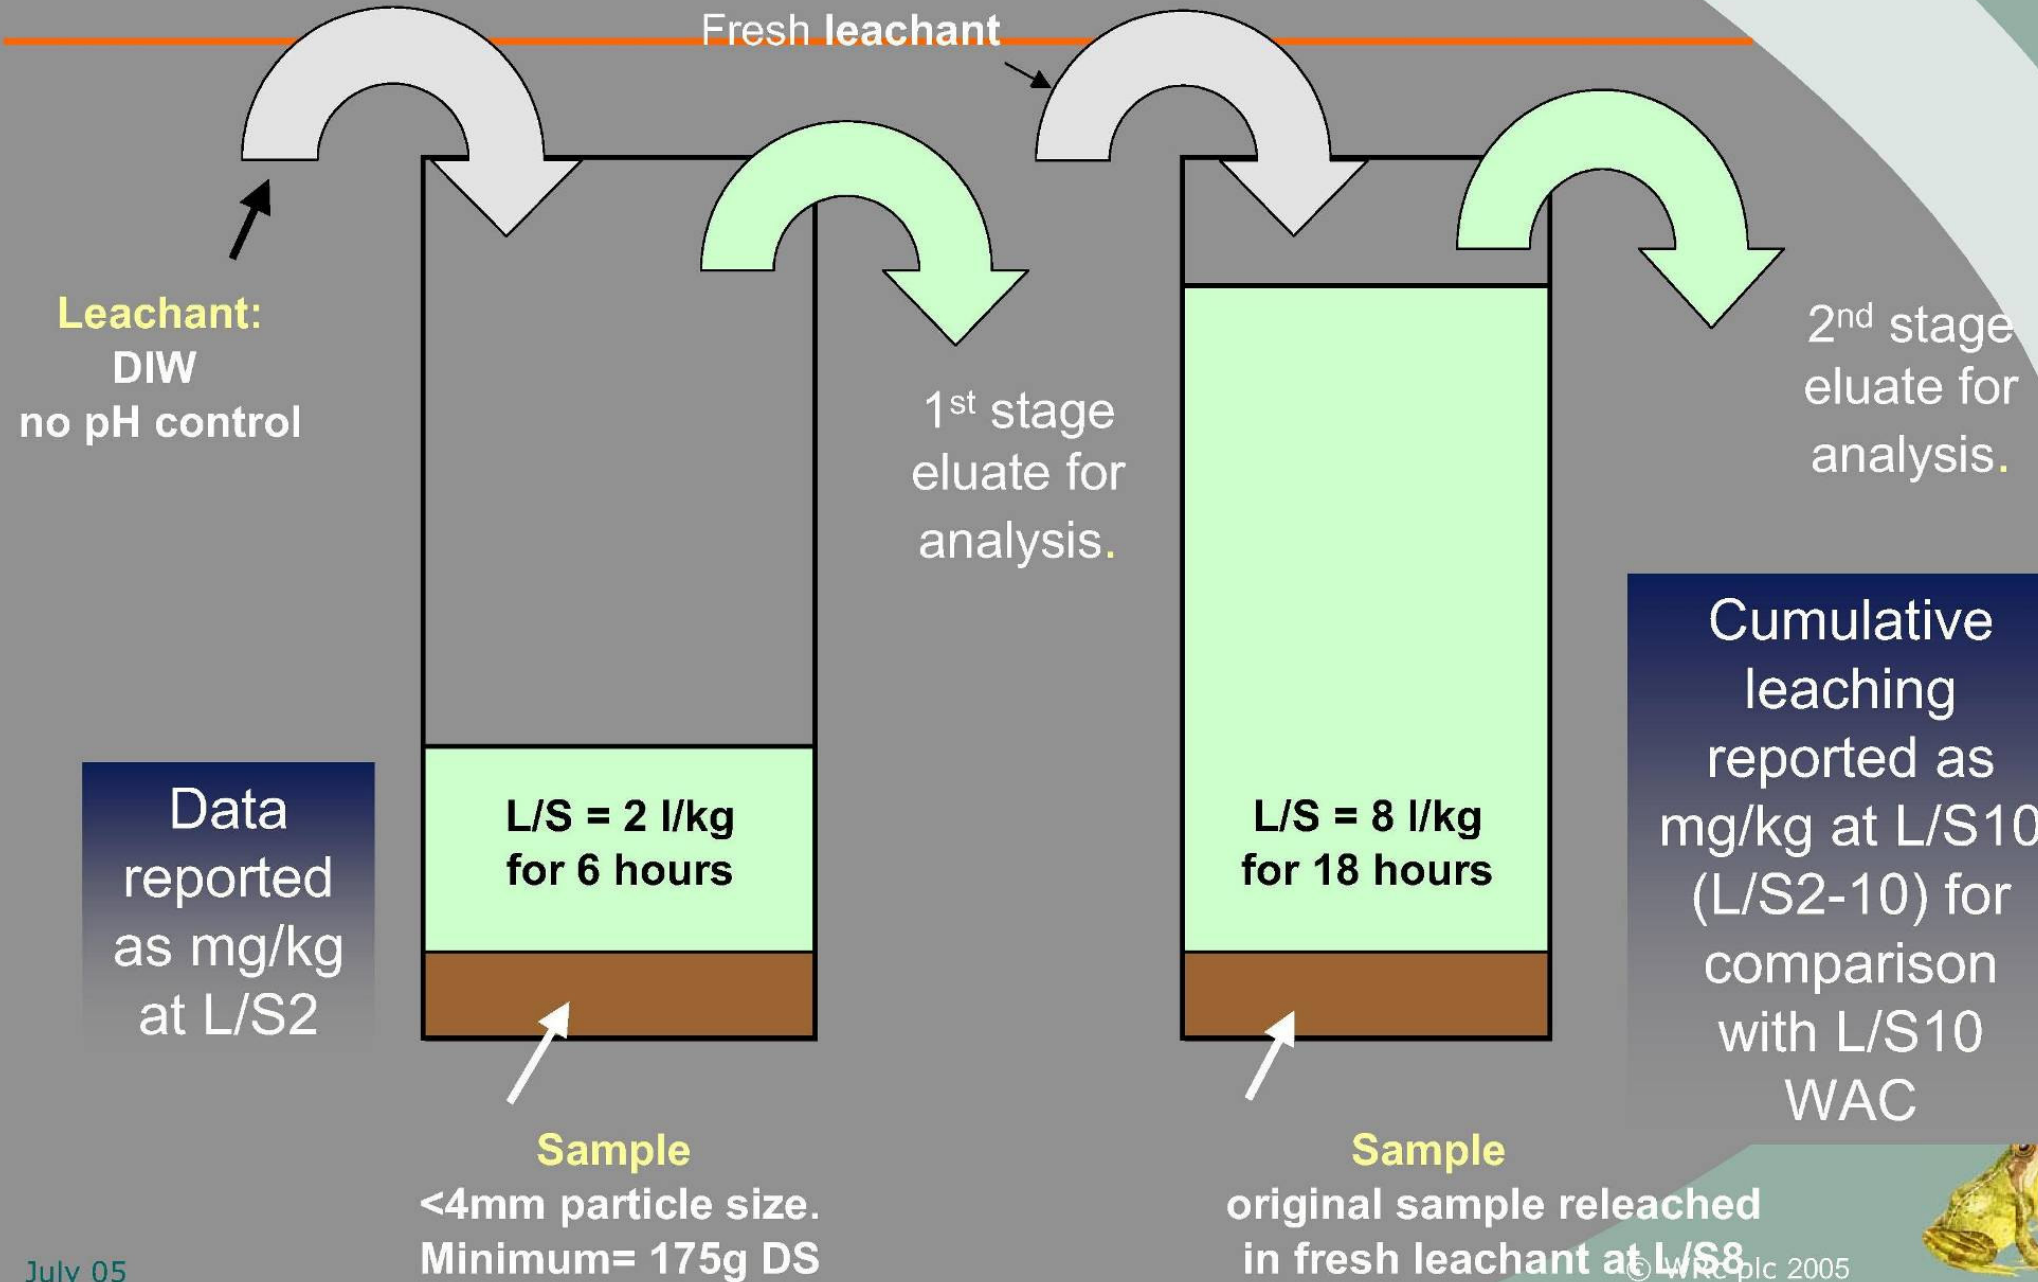 Fresh leachant
Leachant:
DIW
no pH control
1st stage
eluate for
analysis.
2nd stage
eluate for
analysis.
Data
reported
as mg/kg
at L/S2
L/S = 2 l/kg
for 6 hours
L/S = 8 l/kg
for 18 hours
Cumulative
leaching
reported as
mg/kg at L/S10
(L/S2-10) for
comparison
with L/S10
WAC
Sample
<4mm particle size.
Minimum= 175g DS
Sample
original sample releached
in fresh leachant at L/S8
July 05
© WRc plc 2005